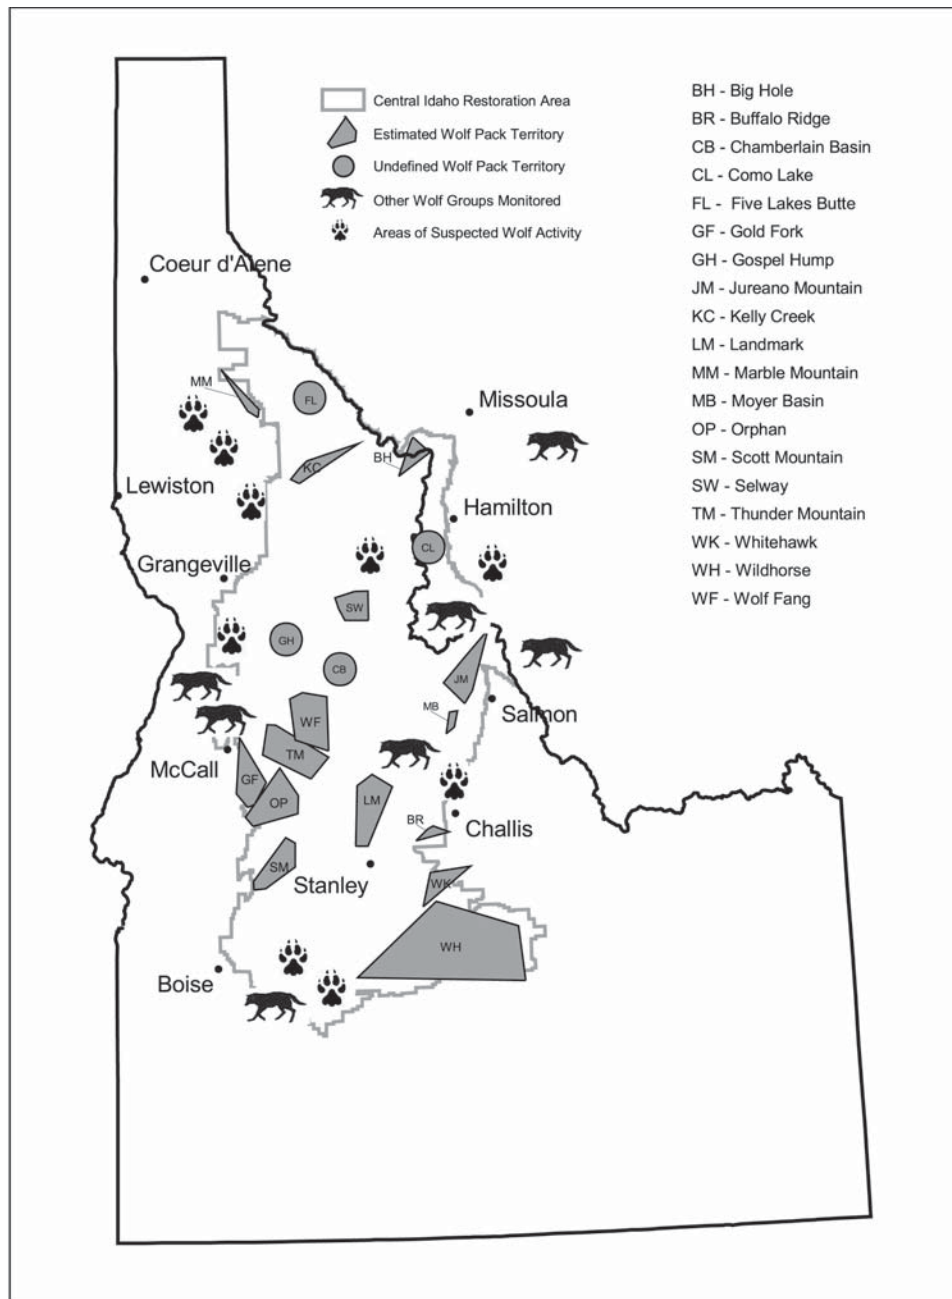 Central Idaho Restoration Area
Estimated Wolf Pack Territory
Undefined Wolf Pack Territory
Other Wolf Groups Monitored
Areas of Suspected Wolf Activity
BH - Big Hole
BR - Buffalo Ridge
CB - Chamberlain Basin
CL - Como Lake
FL - Five Lakes Butte
GF - Gold Fork
GH - Gospel Hump
JM - Jureano Mountain
KC - Kelly Creek
LM - Landmark
MM - Marble Mountain
MB - Moyer Basin
OP - Orphan
SM - Scott Mountain
SW - Selway
TM - Thunder Mountain
WK - Whitehawk
WH - Wildhorse
WF - Wolf Fang
Coeur d'Alene
MM
FL
Missoula
BH
KC
Lewiston
Hamilton
CL
Grangeville
SW
GH
CB
JM
MB
Salmon
WF
McCall
TM
GF
OP
LM
BR
Challis
SM
Stanley
WK
WH
Boise